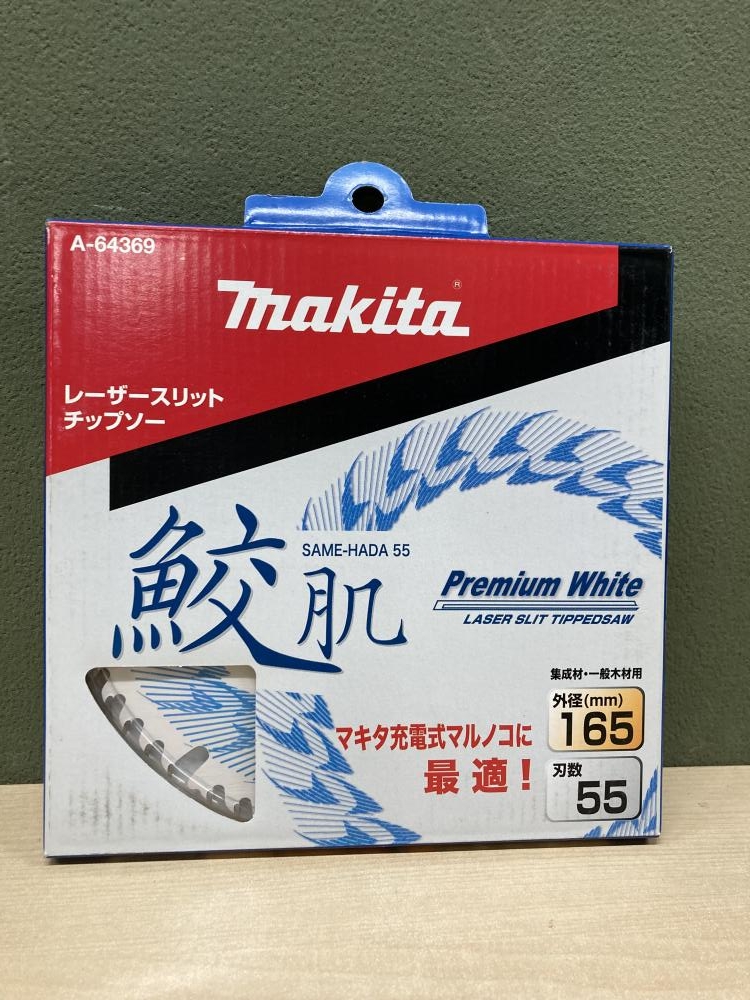 A-64369
makita®
レーザースリット
チップソー
鮫肌
SAME-HADA 55
Premium White
LASER SLIT TIPPEDSAW
集成材・一般木材用
外径(mm)
165
マキタ充電式マルノコに
最適!
刃数
55